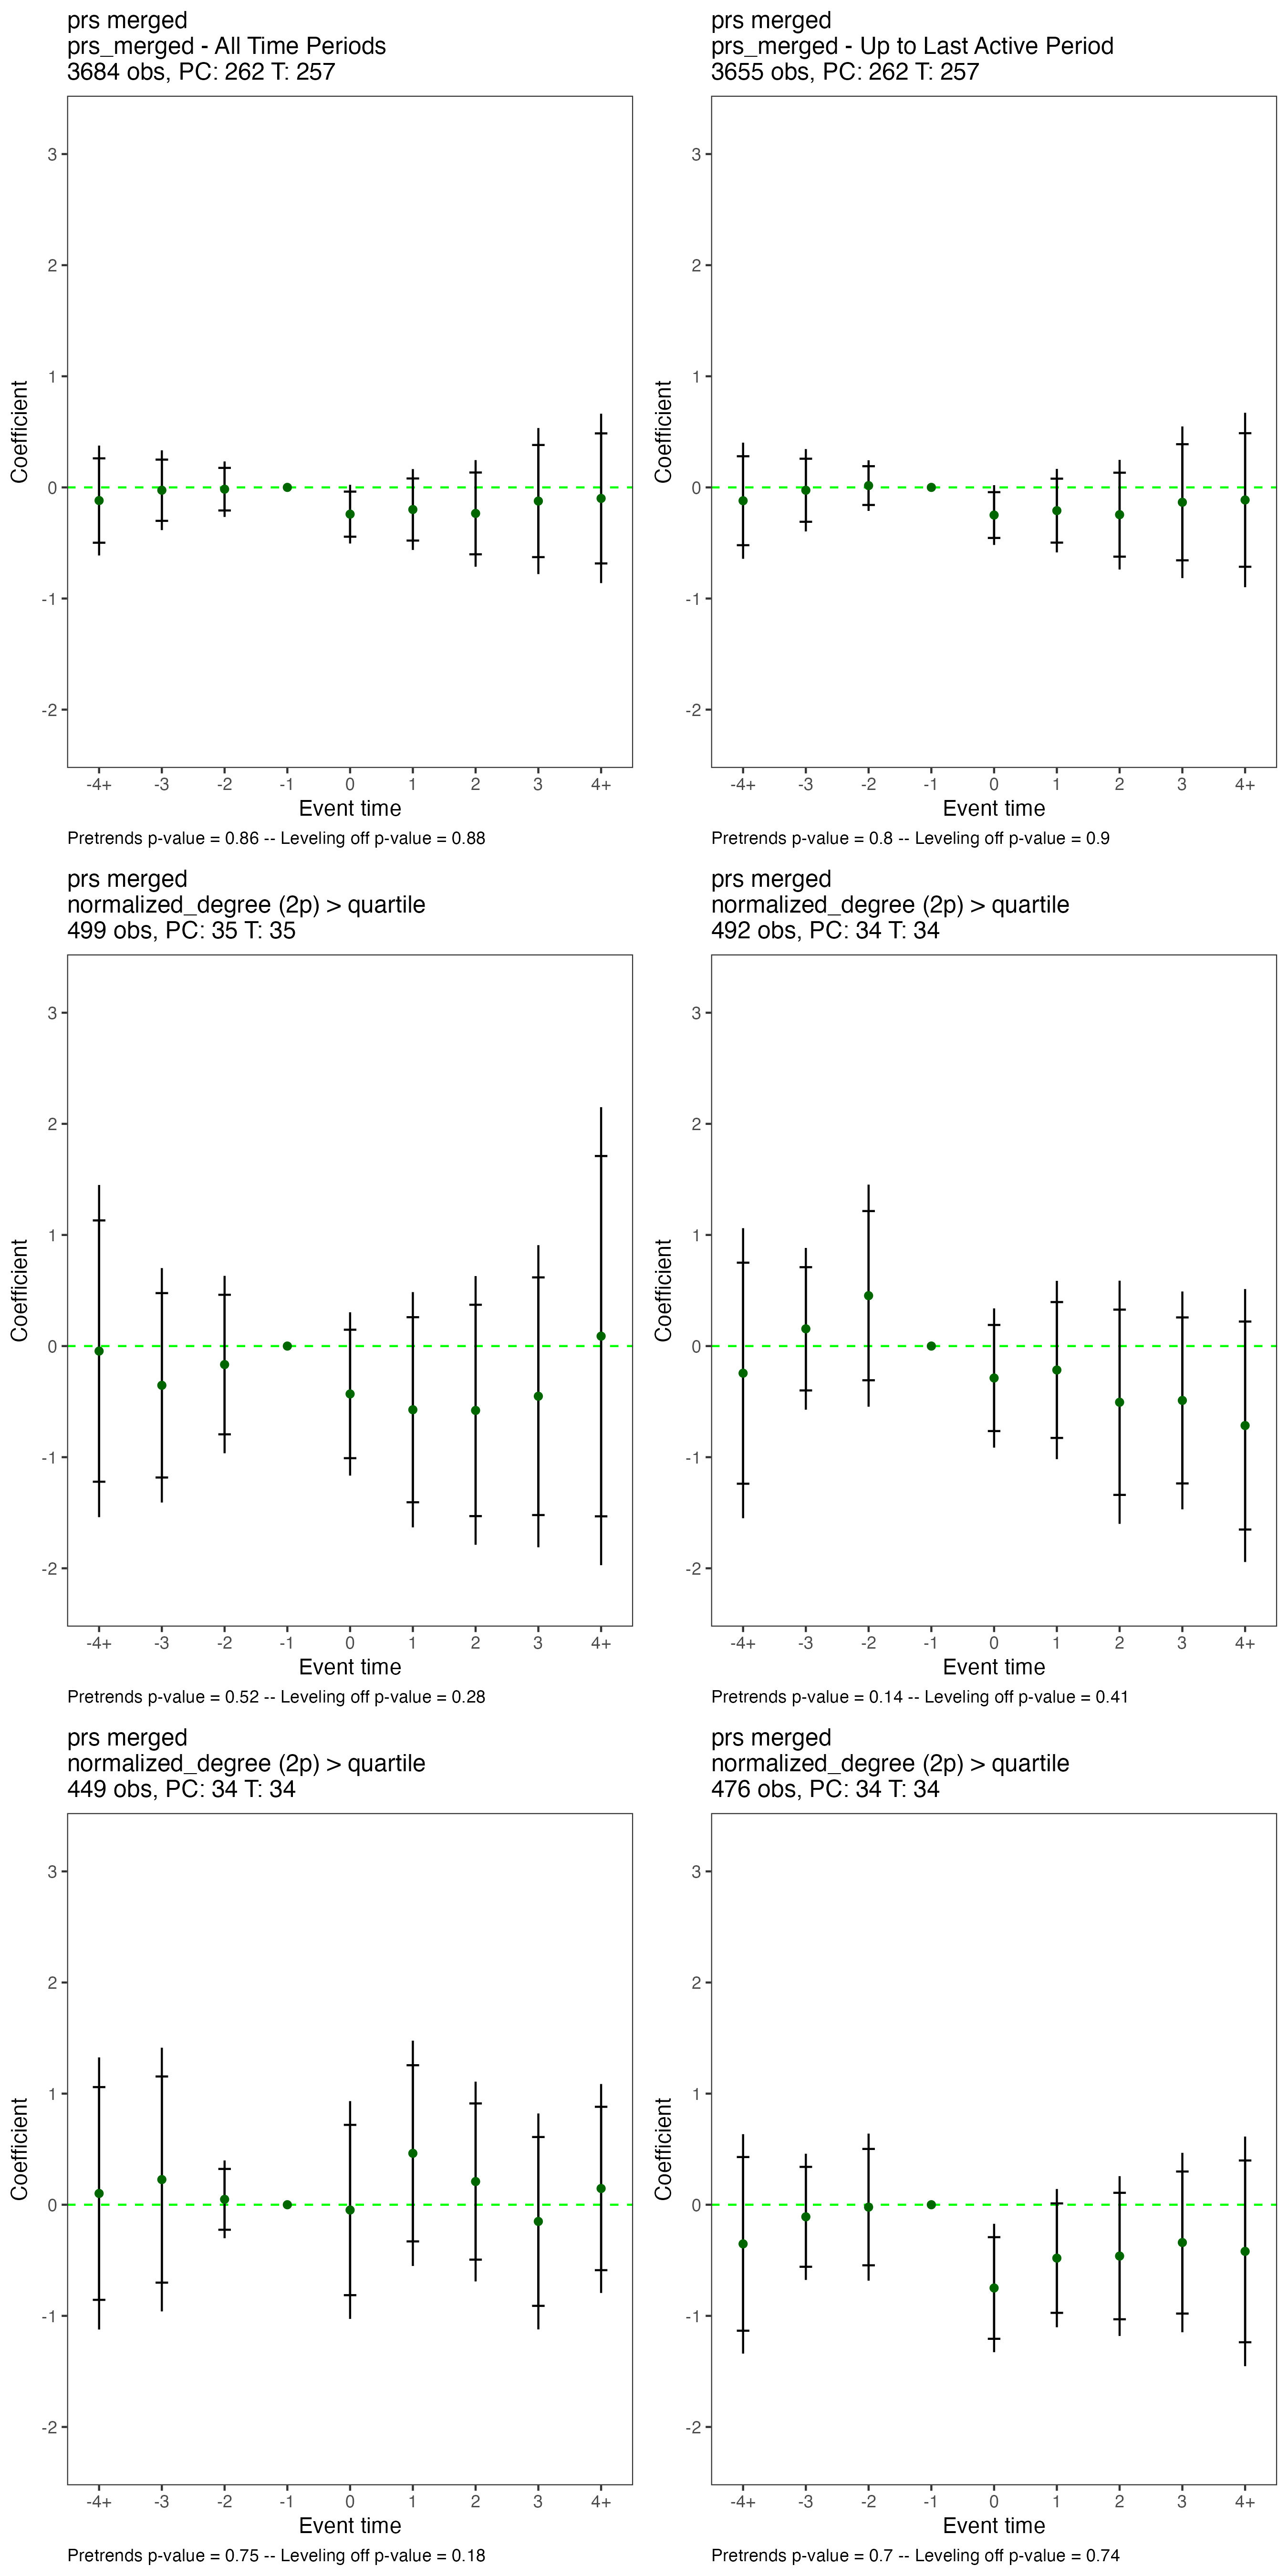 prs merged
prs_merged - All Time Periods
3684 obs, PC: 262 T: 257
3
2
1
0
-1
-2
Coefficient
-4+ -3 -2 -1 0 1 2 3 4+
Event time
Pretrends p-value = 0.86 -- Leveling off p-value = 0.88
prs merged
prs_merged - Up to Last Active Period
3655 obs, PC: 262 T: 257
3
2
1
0
-1
-2
Coefficient
-4+ -3 -2 -1 0 1 2 3 4+
Event time
Pretrends p-value = 0.8 -- Leveling off p-value = 0.9
prs merged
normalized_degree (2p) > quartile
499 obs, PC: 35 T: 35
3
2
1
0
-1
-2
Coefficient
-4+ -3 -2 -1 0 1 2 3 4+
Event time
Pretrends p-value = 0.52 -- Leveling off p-value = 0.28
prs merged
normalized_degree (2p) > quartile
492 obs, PC: 34 T: 34
3
2
1
0
-1
-2
Coefficient
-4+ -3 -2 -1 0 1 2 3 4+
Event time
Pretrends p-value = 0.14 -- Leveling off p-value = 0.41
prs merged
normalized_degree (2p) > quartile
449 obs, PC: 34 T: 34
3
2
1
0
-1
-2
Coefficient
-4+ -3 -2 -1 0 1 2 3 4+
Event time
Pretrends p-value = 0.75 -- Leveling off p-value = 0.18
prs merged
normalized_degree (2p) > quartile
476 obs, PC: 34 T: 34
3
2
1
0
-1
-2
Coefficient
-4+ -3 -2 -1 0 1 2 3 4+
Event time
Pretrends p-value = 0.7 -- Leveling off p-value = 0.74